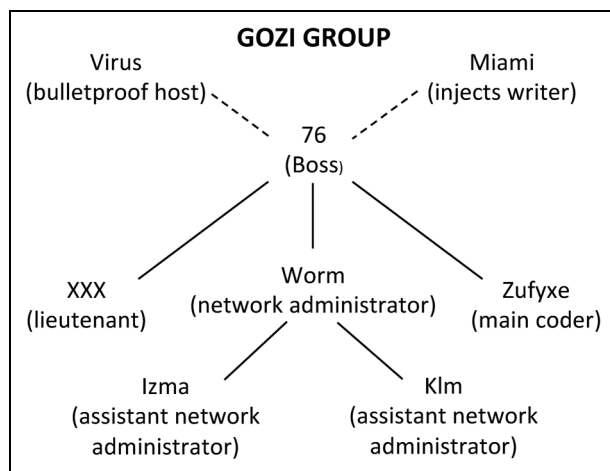 GOZI GROUP
Virus
(bulletproof host)
Miami
(injects writer)
76
(Boss)
XXX
(lieutenant)
Worm
(network administrator)
Zufyxe
(main coder)
Izma
(assistant network
administrator)
Klm
(assistant network
administrator)